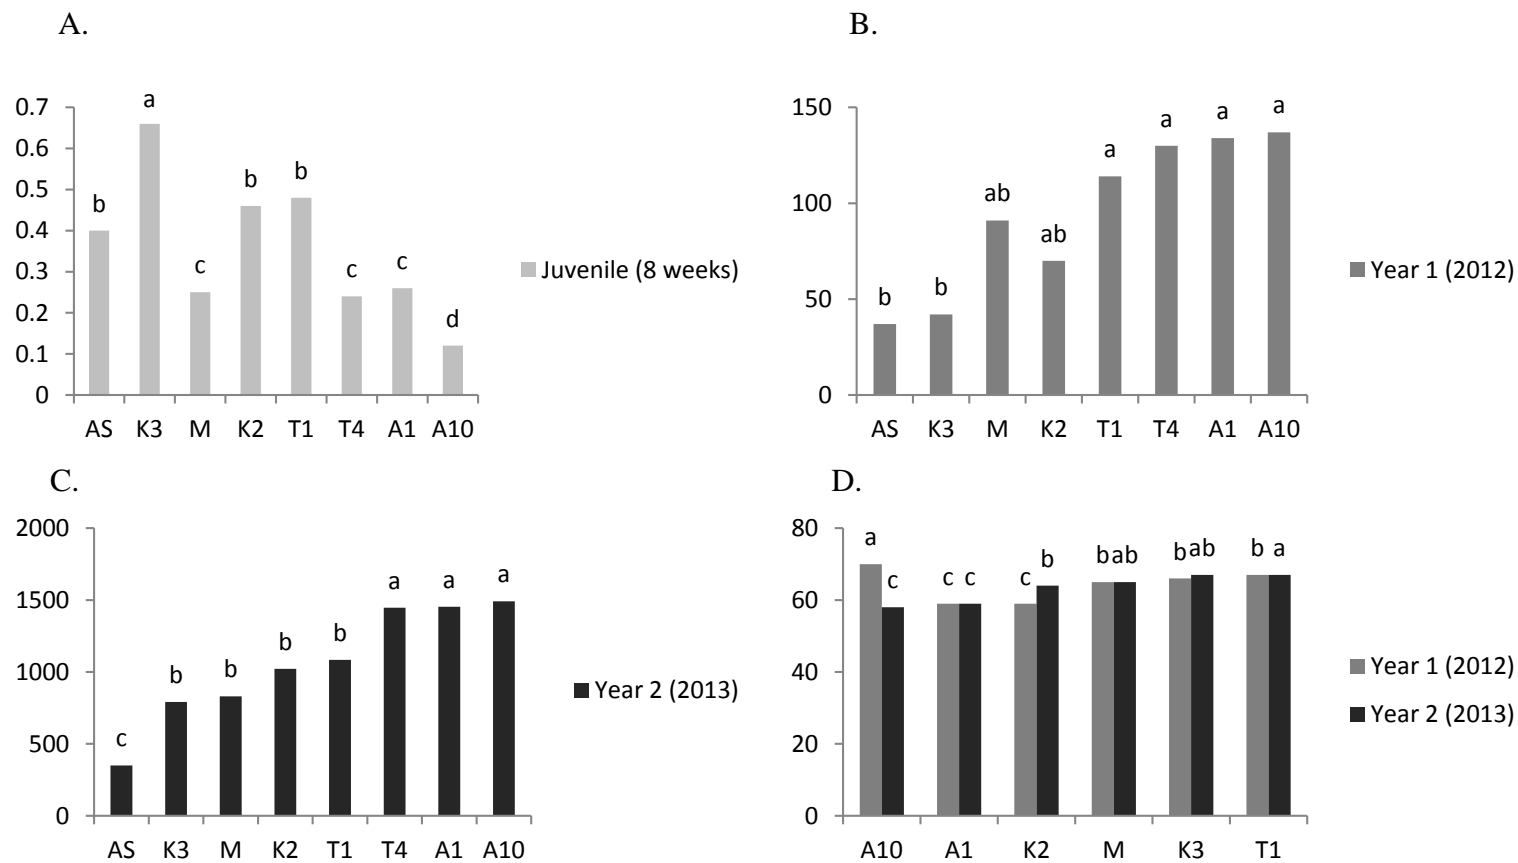 A.
0.7
0.6
0.5
0.4
0.3
0.2
0.1
0
b
a
c
b
b
c
c
d
AS K3 M K2 T1 T4 A1 A10
Juvenile (8 weeks)
B.
150
100
50
0
b
b
ab
ab
a
a
a
a
AS K3 M K2 T1 T4 A1 A10
Year 1 (2012)
C.
2000
1500
1000
500
0
c
b
b
b
b
a
a
a
AS K3 M K2 T1 T4 A1 A10
Year 2 (2013)
D.
80
60
40
20
0
a
c
c c
c
b
b ab
b ab
b a
A10 A1 K2 M K3 T1
Year 1 (2012)
Year 2 (2013)